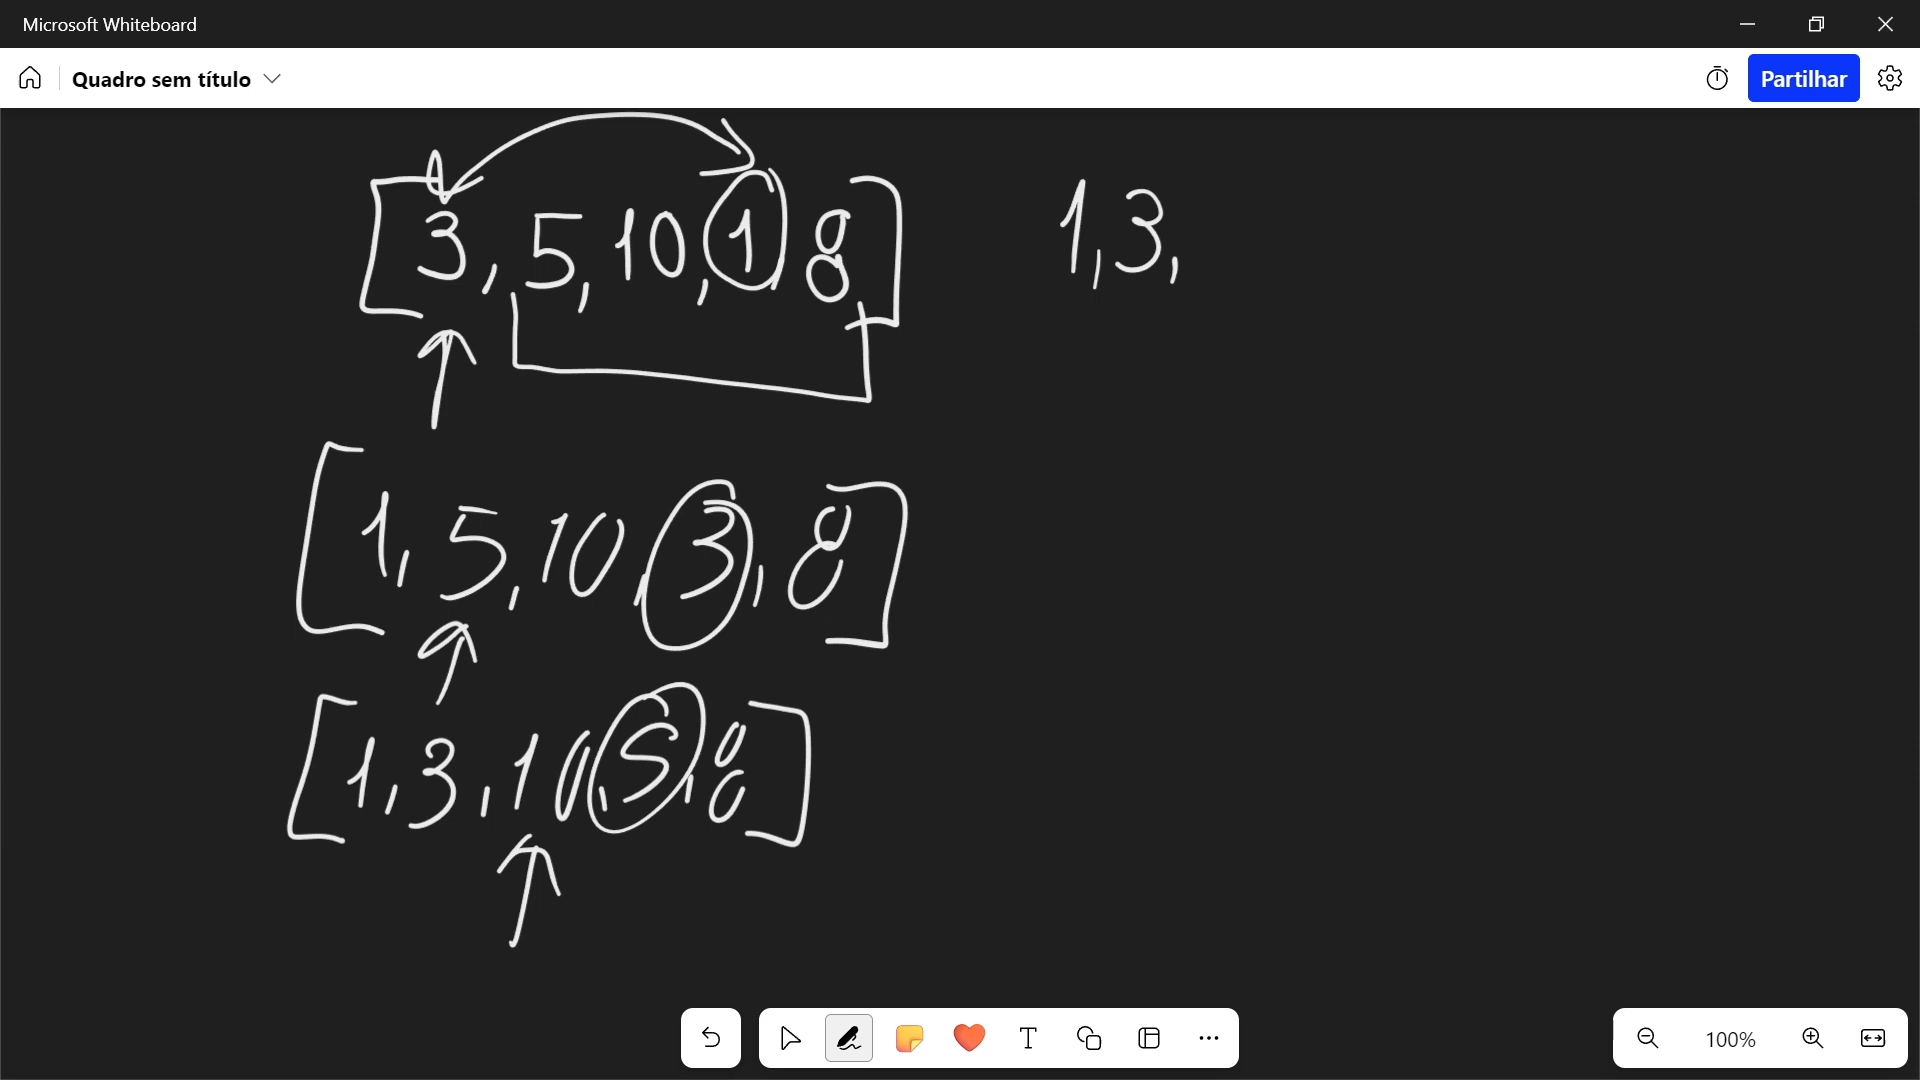 Microsoft Whiteboard
Quadro sem título
Partilhar
[3, 5, 10, 1, 8]
1, 3,
[1, 5, 10, 3, 8]
[1, 3, 10, 5, 8]
T
100%